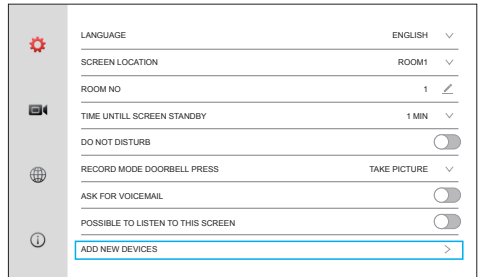 LANGUAGE ENGLISH
SCREEN LOCATION ROOM1
ROOM NO 1
TIME UNTILL SCREEN STANDBY 1 MIN
DO NOT DISTURB
RECORD MODE DOORBELL PRESS TAKE PICTURE
ASK FOR VOICEMAIL
POSSIBLE TO LISTEN TO THIS SCREEN
ADD NEW DEVICES